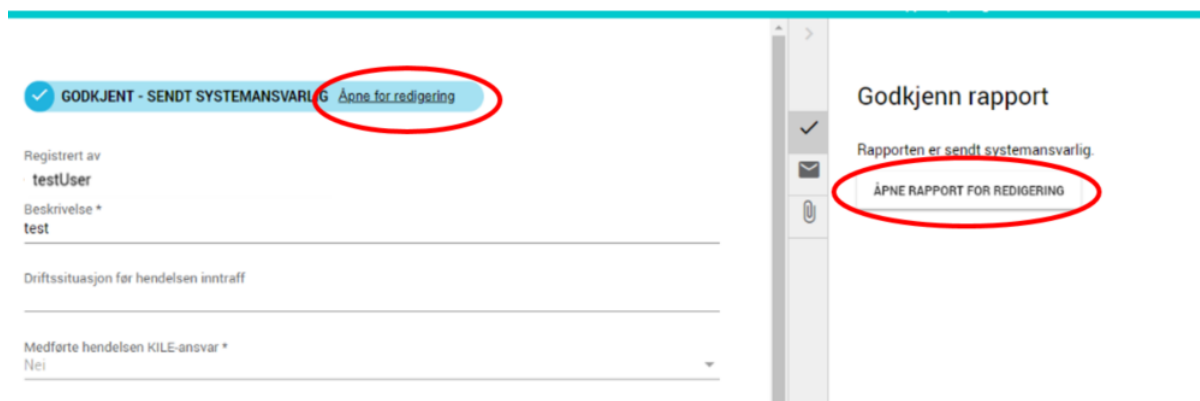 GODKJENT - SENDT SYSTEMANSVARLIG Åpne for redigering
Registrert av
testUser
Beskrivelse *
test
Driftssituasjon før hendelsen inntraff
Medførte hendelsen KILE-ansvar *
Nei
Godkjenn rapport
Rapporten er sendt systemansvarlig.
ÅPNE RAPPORT FOR REDIGERING